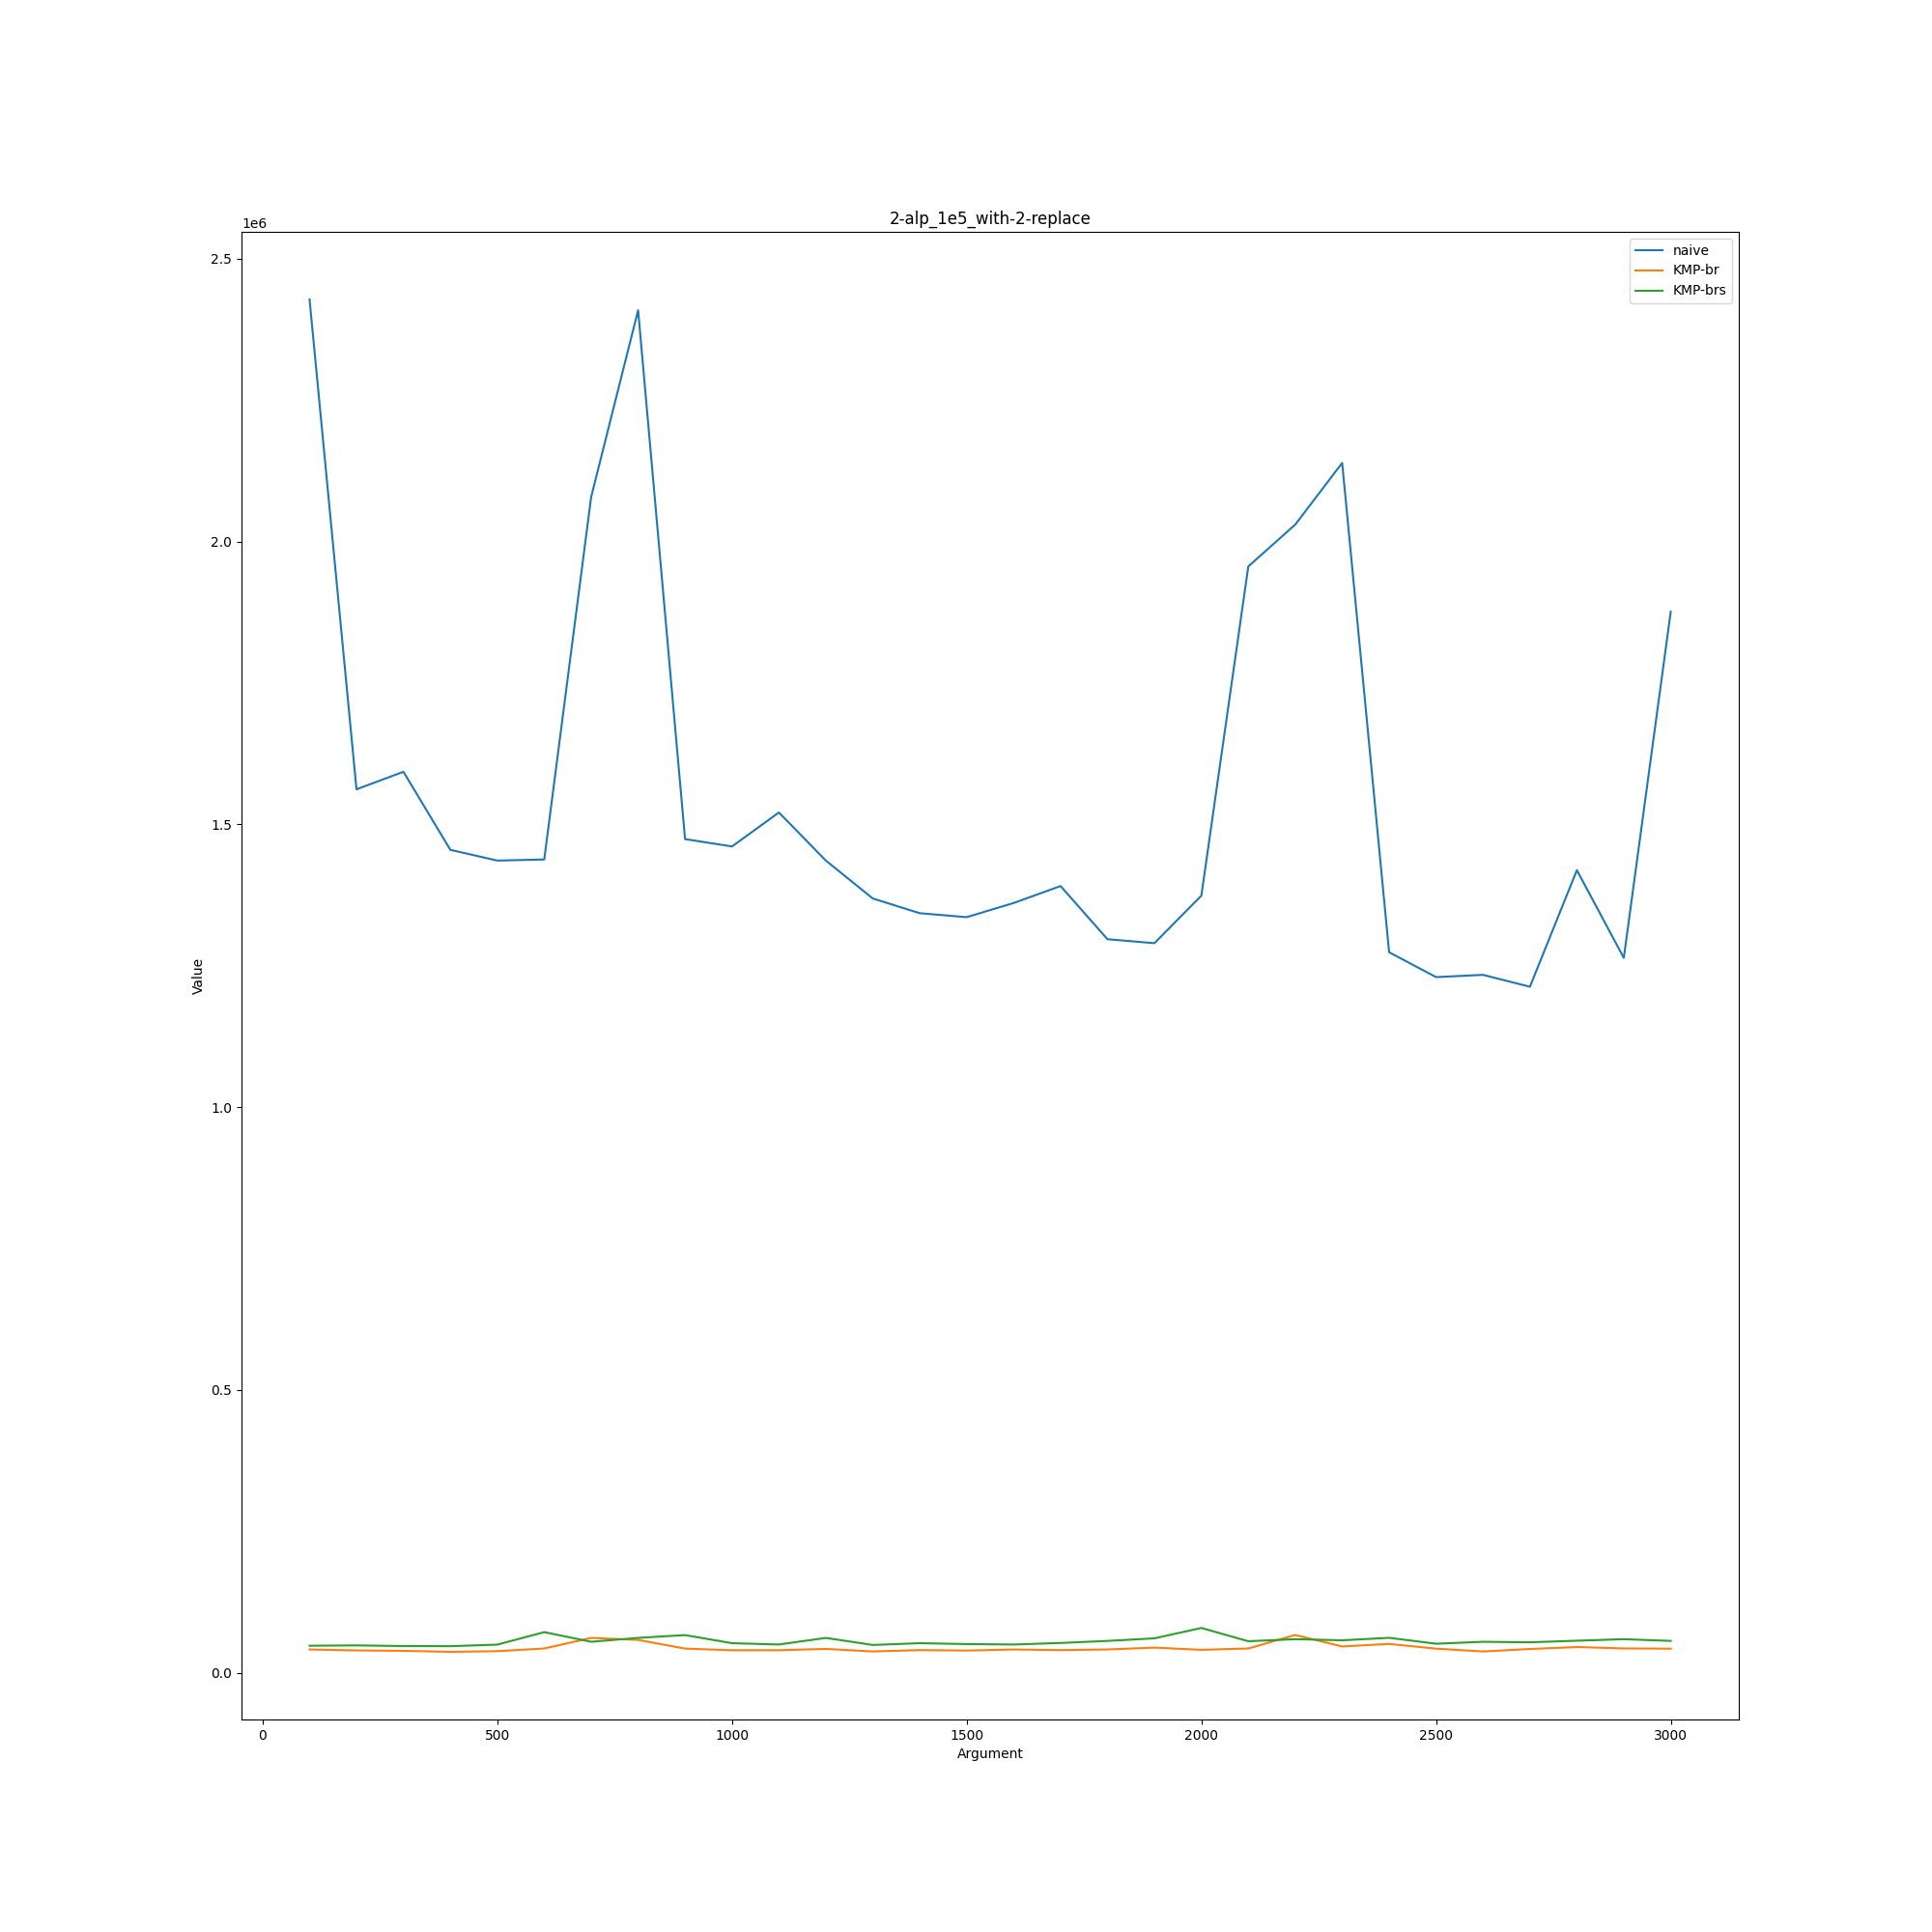 2-alp_1e5_with-2-replace
1e6
naive
KMP-br
KMP-brs
2.5
2.0
1.5
1.0
0.5
0.0
Value
0 500 1000 1500 2000 2500 3000
Argument